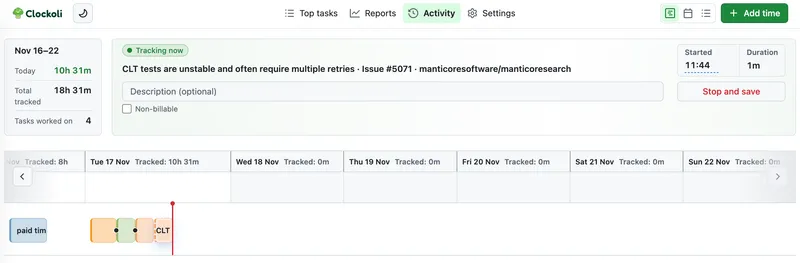 Clockoli
Top tasks
Reports
Activity
Settings
Add time
Nov 16–22
Today 10h 31m
Total tracked 18h 31m
Tasks worked on 4
Tracking now
CLT tests are unstable and often require multiple retries · Issue #5071 · manticoresoftware/manticoresearch
Description (optional)
Non-billable
Started
11:44
Duration
1m
Stop and save
Nov Tracked: 8h
Tue 17 Nov Tracked: 10h 31m
Wed 18 Nov Tracked: 0m
Thu 19 Nov Tracked: 0m
Fri 20 Nov Tracked: 0m
Sat 21 Nov Tracked: 0m
Sun 22 Nov Tracked: 0m
paid tim
CLT